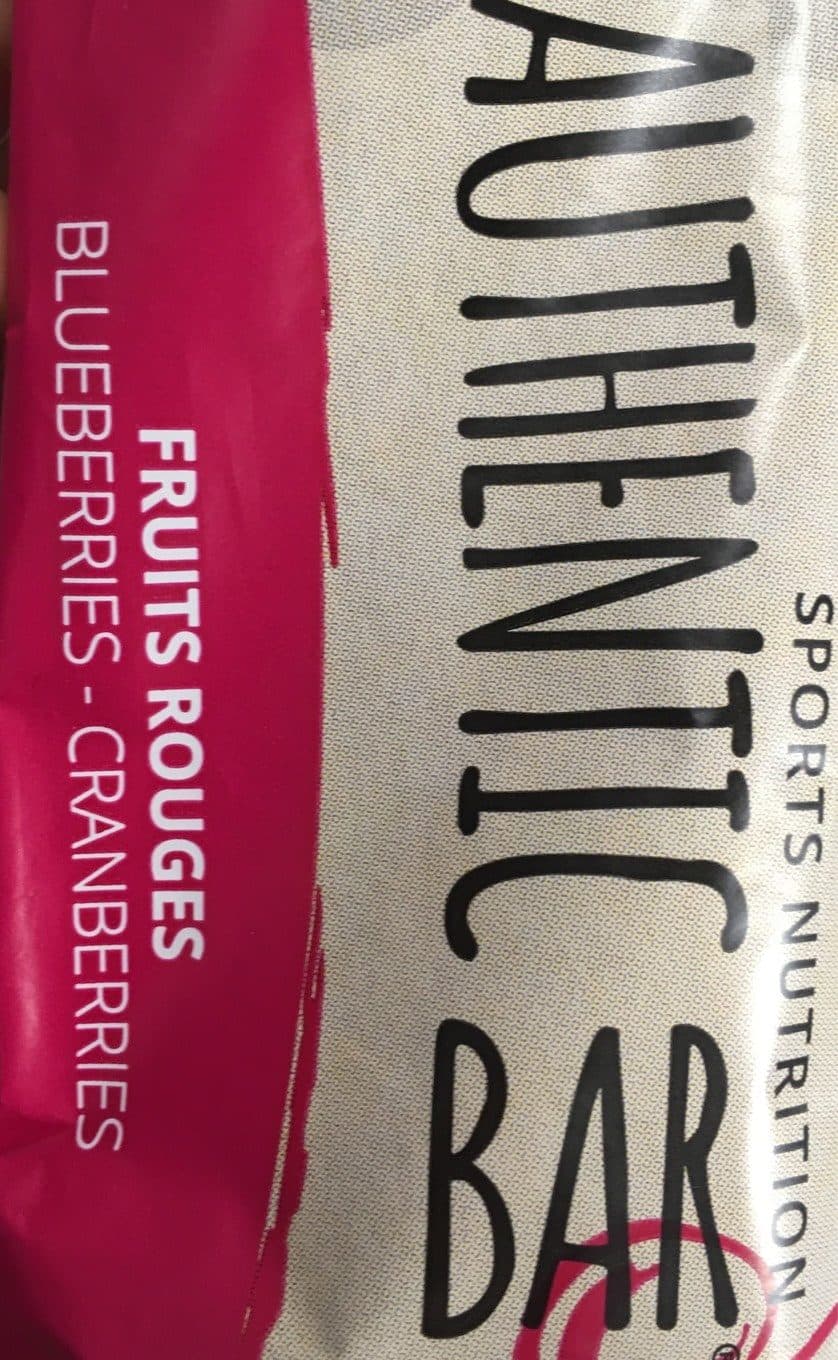 SPORTS NUTRITION
AUTHENTIC BAR®
FRUITS ROUGES
BLUEBERRIES - CRANBERRIES